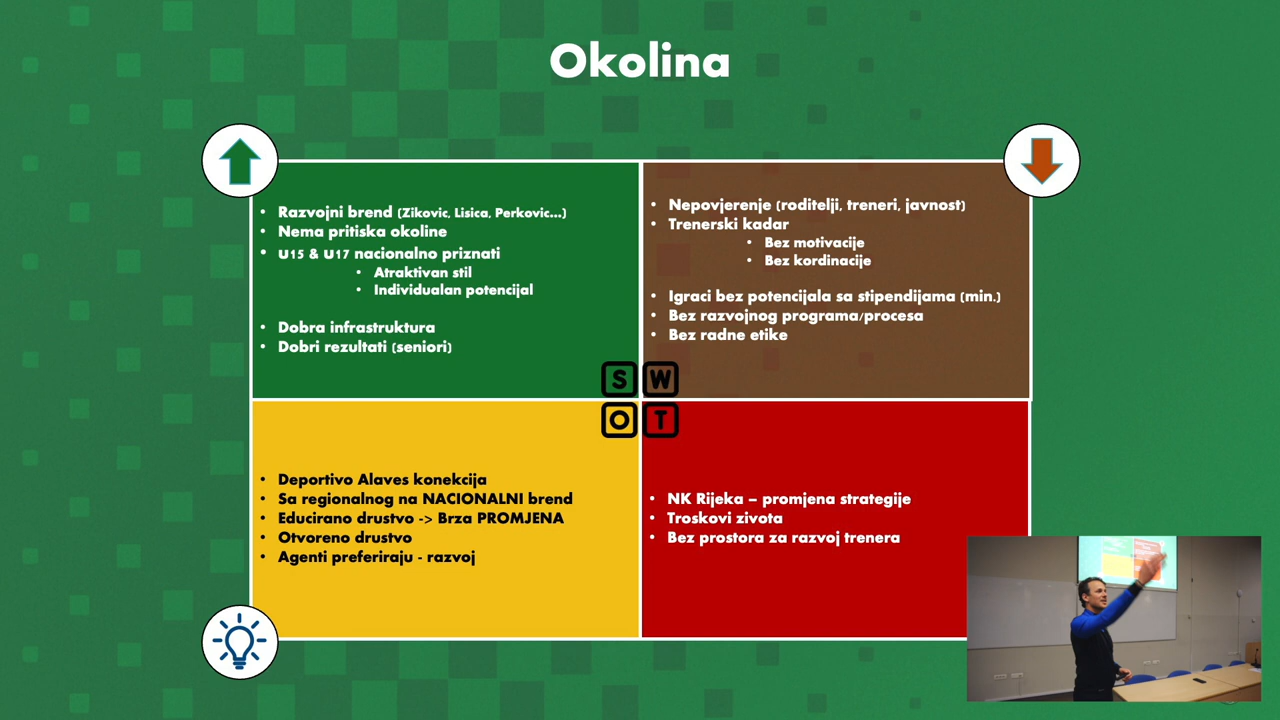 Okolina
• Razvojni brend (Zikovic, Lisica, Perkovic...)
• Nema pritiska okoline
• U15 & U17 nacionalno priznati
• Atraktivan stil
• Individualan potencijal
• Dobra infrastruktura
• Dobri rezultati (seniori)
• Nepovjerenje (roditelji, treneri, javnost)
• Trenerski kadar
• Bez motivacije
• Bez kordinacije
• Igraci bez potencijala sa stipendijama (min.)
• Bez razvojnog programa/procesa
• Bez radne etike
S W
O T
• Deportivo Alaves konekcija
• Sa regionalnog na NACIONALNI brend
• Educirano drustvo -> Brza PROMJENA
• Otvoreno drustvo
• Agenti preferiraju - razvoj
• NK Rijeka – promjena strategije
• Troskovi zivota
• Bez prostora za razvoj trenera